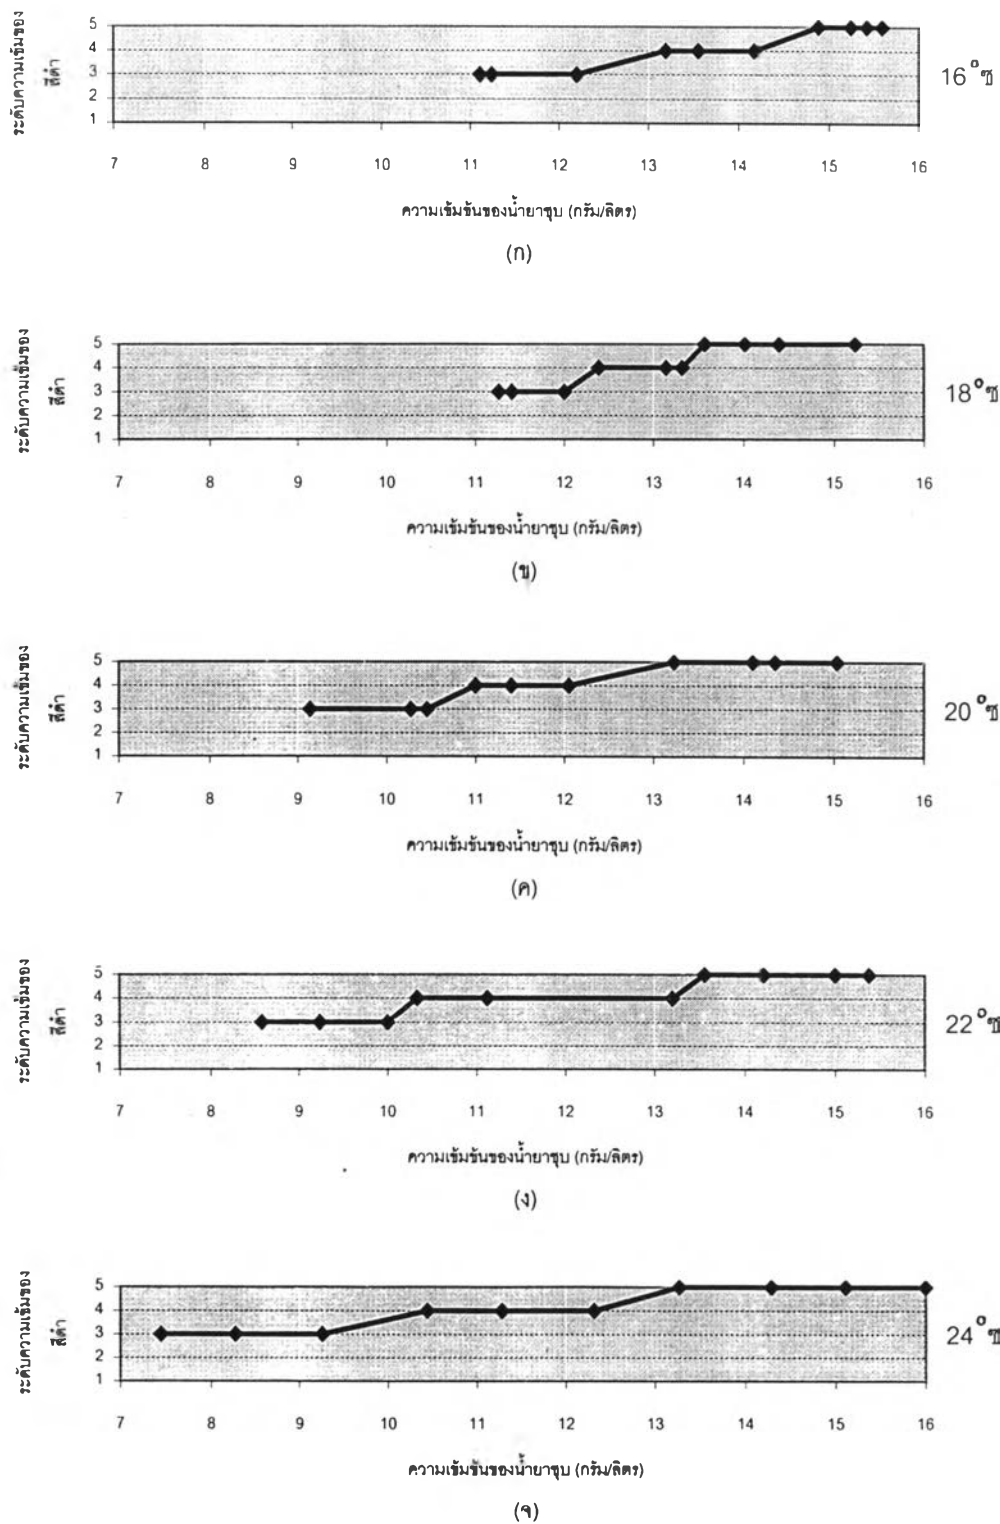 ระดับความเข้มของ
สีดำ
5
4
3
2
1
16°ซ
7 8 9 10 11 12 13 14 15 16
ความเข้มข้นของน้ำยาชุบ (กรัม/ลิตร)
(ก)
ระดับความเข้มของ
สีดำ
5
4
3
2
1
18°ซ
7 8 9 10 11 12 13 14 15 16
ความเข้มข้นของน้ำยาชุบ (กรัม/ลิตร)
(ข)
ระดับความเข้มของ
สีดำ
5
4
3
2
1
20°ซ
7 8 9 10 11 12 13 14 15 16
ความเข้มข้นของน้ำยาชุบ (กรัม/ลิตร)
(ค)
ระดับความเข้มของ
สีดำ
5
4
3
2
1
22°ซ
7 8 9 10 11 12 13 14 15 16
ความเข้มข้นของน้ำยาชุบ (กรัม/ลิตร)
(ง)
ระดับความเข้มของ
สีดำ
5
4
3
2
1
24°ซ
7 8 9 10 11 12 13 14 15 16
ความเข้มข้นของน้ำยาชุบ (กรัม/ลิตร)
(จ)